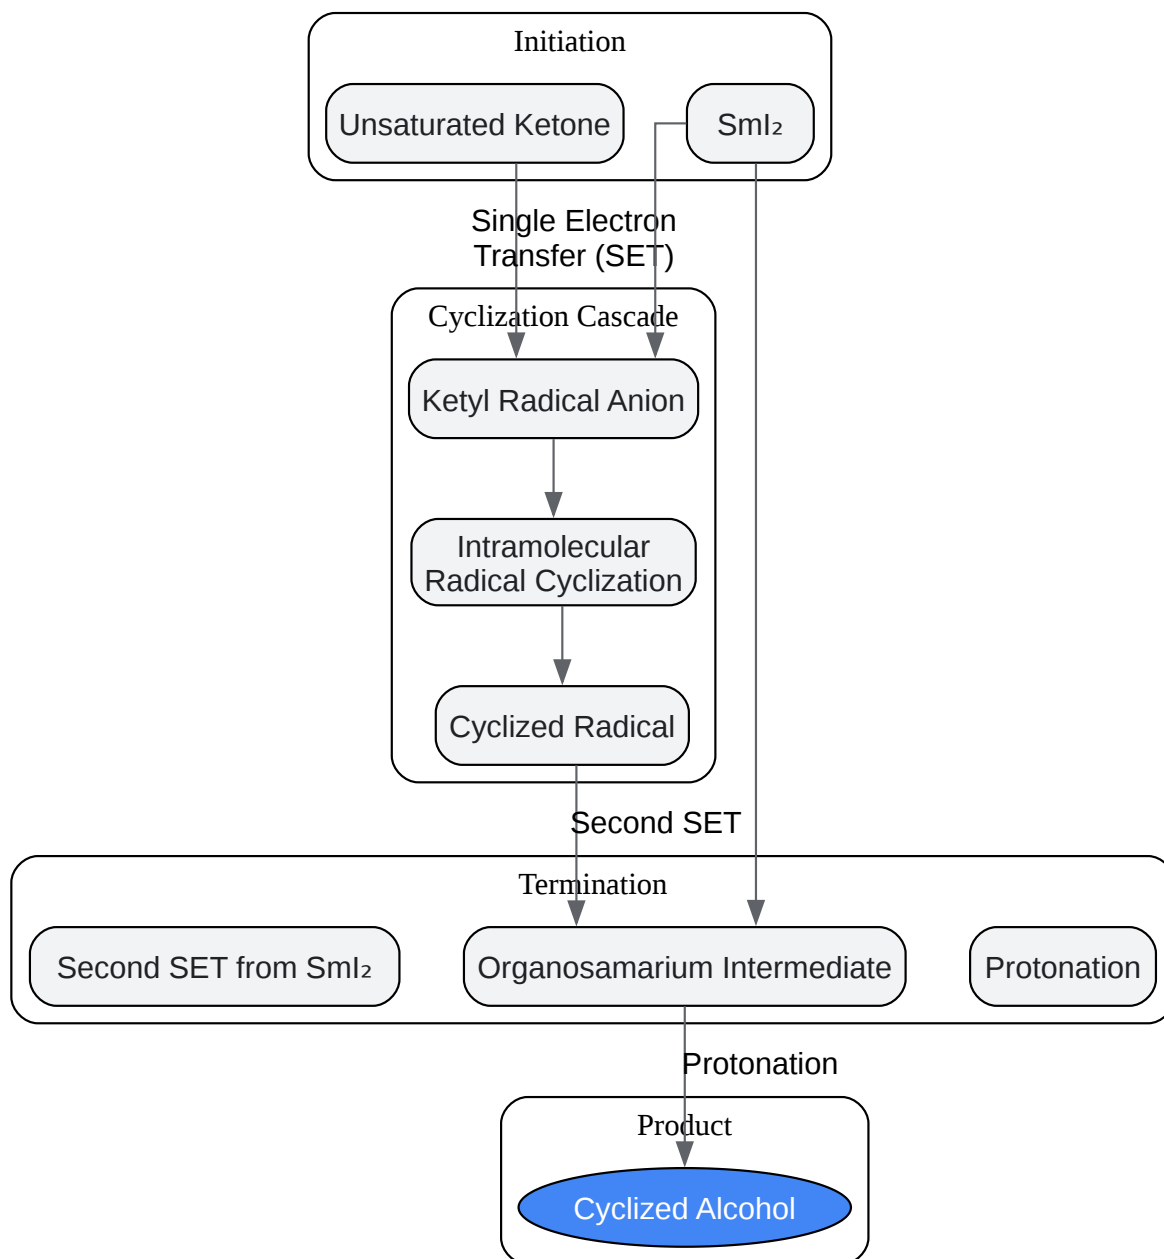 Initiation
Unsaturated Ketone
SmI₂
Single Electron
Transfer (SET)
Cyclization Cascade
Ketyl Radical Anion
Intramolecular
Radical Cyclization
Cyclized Radical
Second SET
Termination
Second SET from SmI₂
Organosamarium Intermediate
Protonation
Protonation
Product
Cyclized Alcohol